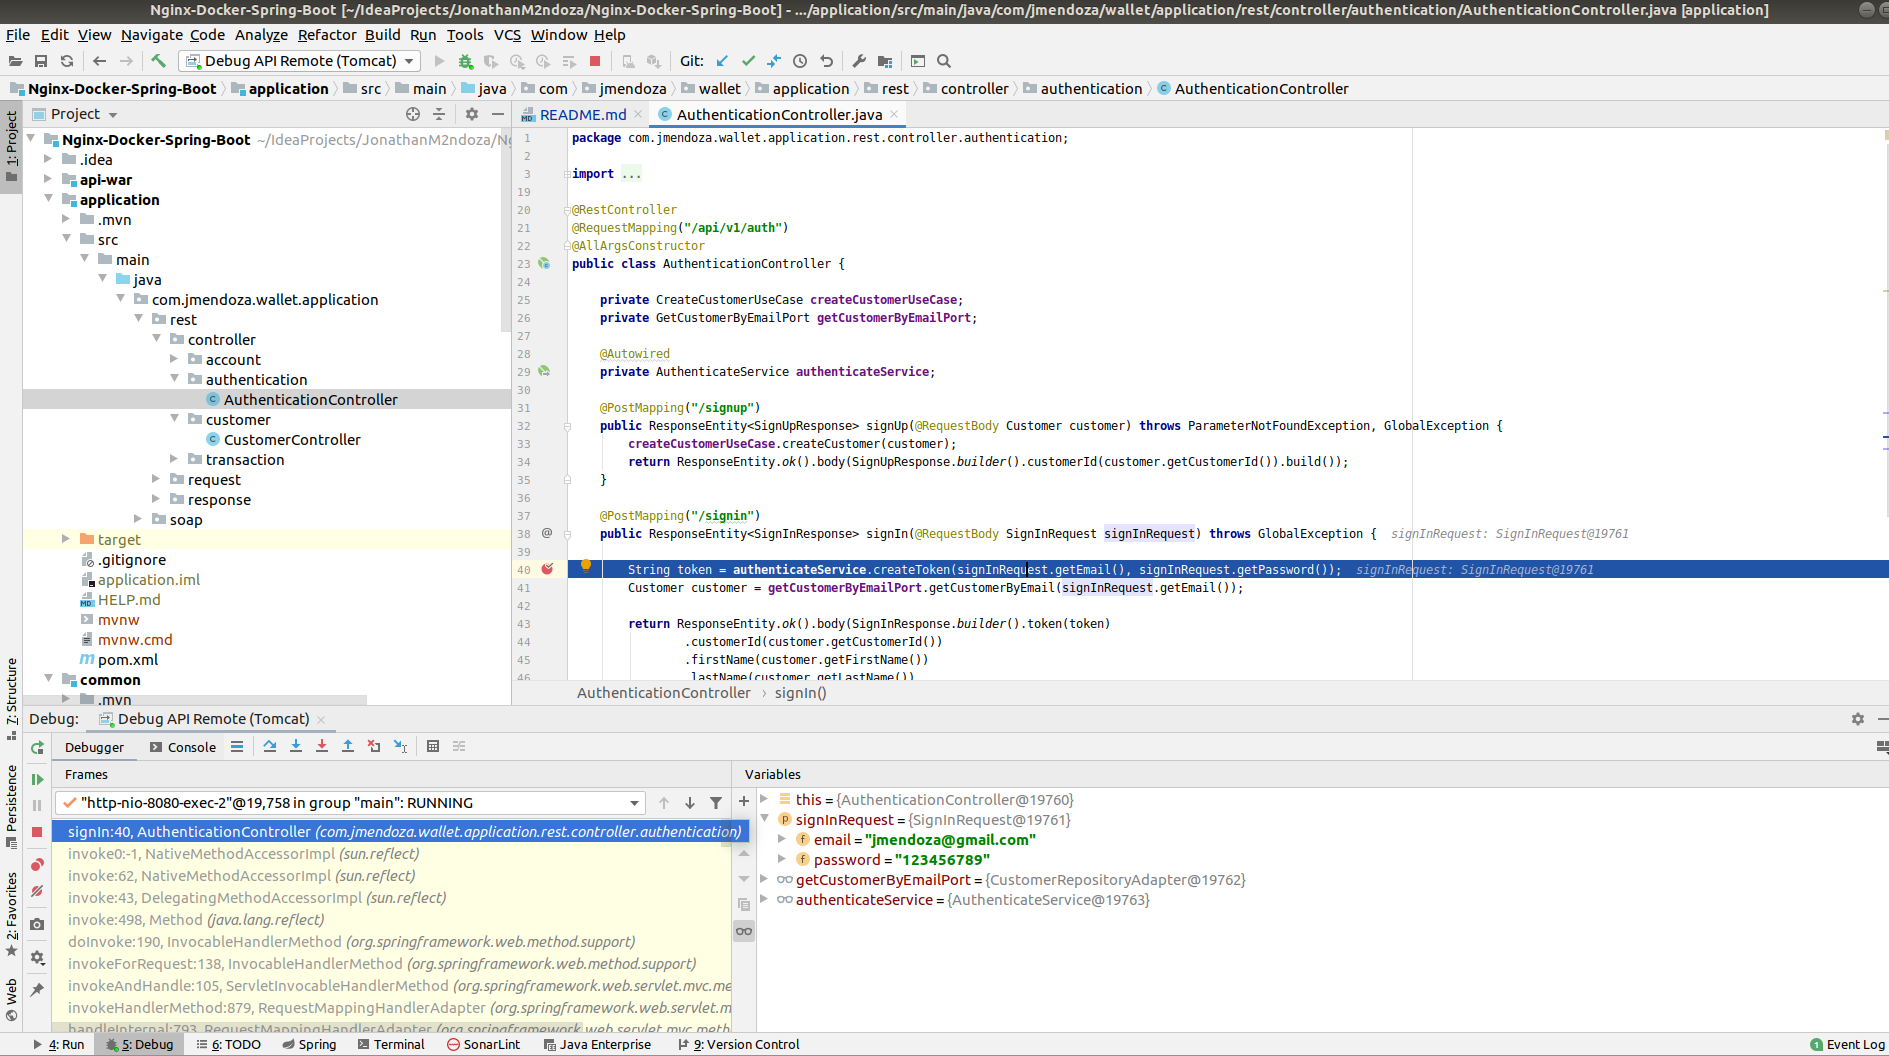 Nginx-Docker-Spring-Boot [~/IdeaProjects/JonathanM2ndoza/Nginx-Docker-Spring-Boot] - .../application/src/main/java/com/jmendoza/wallet/application/rest/controller/authentication/AuthenticationController.java [application]
File Edit View Navigate Code Analyze Refactor Build Run Tools VCS Window Help
Debug API Remote (Tomcat) Git:
Nginx-Docker-Spring-Boot application src main java com jmendoza wallet application rest controller authentication AuthenticationController
Project
README.md
AuthenticationController.java
1: Project
7: Structure
Persistence
2: Favorites
Web
Nginx-Docker-Spring-Boot ~/IdeaProjects/JonathanM2ndoza/N
.idea
api-war
application
.mvn
src
main
java
com.jmendoza.wallet.application
rest
controller
account
authentication
AuthenticationController
customer
CustomerController
transaction
request
response
soap
target
.gitignore
application.iml
HELP.md
mvnw
mvnw.cmd
pom.xml
common
.mvn
1 package com.jmendoza.wallet.application.rest.controller.authentication;
2
3 import ...
19
20 @RestController
21 @RequestMapping("/api/v1/auth")
22 @AllArgsConstructor
23 public class AuthenticationController {
24
25 private CreateCustomerUseCase createCustomerUseCase;
26 private GetCustomerByEmailPort getCustomerByEmailPort;
27
28 @Autowired
29 private AuthenticateService authenticateService;
30
31 @PostMapping("/signup")
32 public ResponseEntity<SignUpResponse> signUp(@RequestBody Customer customer) throws ParameterNotFoundException, GlobalException {
33 createCustomerUseCase.createCustomer(customer);
34 return ResponseEntity.ok().body(SignUpResponse.builder().customerId(customer.getCustomerId()).build());
35 }
36
37 @PostMapping("/signin")
38 @ public ResponseEntity<SignInResponse> signIn(@RequestBody SignInRequest signInRequest) throws GlobalException { signInRequest: SignInRequest@19761
39
40 String token = authenticateService.createToken(signInRequest.getEmail(), signInRequest.getPassword()); signInRequest: SignInRequest@19761
41 Customer customer = getCustomerByEmailPort.getCustomerByEmail(signInRequest.getEmail());
42
43 return ResponseEntity.ok().body(SignInResponse.builder().token(token)
44 .customerId(customer.getCustomerId())
45 .firstName(customer.getFirstName())
46 .lastName(customer.getLastName())
AuthenticationController › signIn()
Debug: Debug API Remote (Tomcat)
Debugger Console
Frames
"http-nio-8080-exec-2"@19,758 in group "main": RUNNING
signIn:40, AuthenticationController (com.jmendoza.wallet.application.rest.controller.authentication)
invoke0:-1, NativeMethodAccessorImpl (sun.reflect)
invoke:62, NativeMethodAccessorImpl (sun.reflect)
invoke:43, DelegatingMethodAccessorImpl (sun.reflect)
invoke:498, Method (java.lang.reflect)
doInvoke:190, InvocableHandlerMethod (org.springframework.web.method.support)
invokeForRequest:138, InvocableHandlerMethod (org.springframework.web.method.support)
invokeAndHandle:105, ServletInvocableHandlerMethod (org.springframework.web.servlet.mvc.me
invokeHandlerMethod:879, RequestMappingHandlerAdapter (org.springframework.web.servlet.m
handleInternal:793, RequestMappingHandlerAdapter (org.springframework.web.servlet.mvc.meth
Variables
this = {AuthenticationController@19760}
signInRequest = {SignInRequest@19761}
email = "jmendoza@gmail.com"
password = "123456789"
getCustomerByEmailPort = {CustomerRepositoryAdapter@19762}
authenticateService = {AuthenticateService@19763}
4: Run 5: Debug 6: TODO Spring Terminal SonarLint Java Enterprise 9: Version Control 1 Event Log